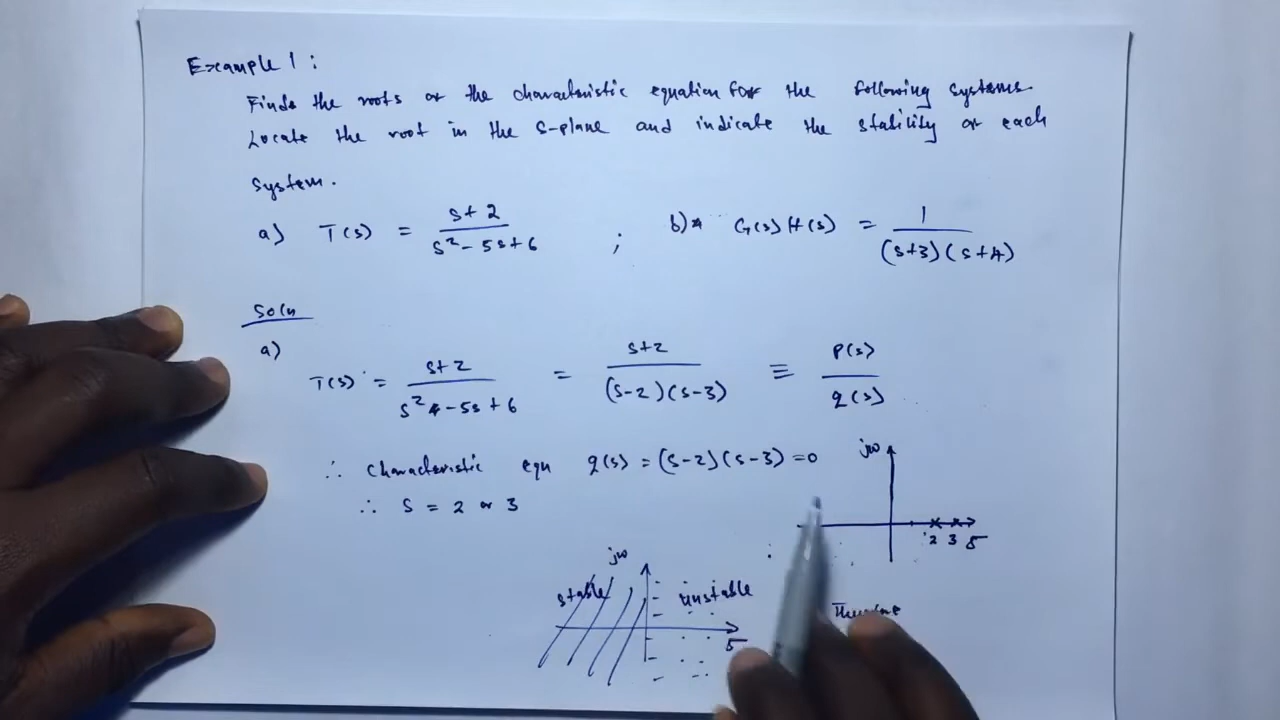 Example 1 :
Finds the roots or the characteristic equation for the following systems
Locate the root in the s-plane and indicate the stability or each
system.
a) T(s) = s+2 / s² - 5s+6 ; b) G(s) H(s) = 1 / (s+3)(s+4)
Soln
a)
T(s) = s+2 / s² - 5s + 6 = s+2 / (s-2)(s-3) ≡ P(s) / q(s)
∴ Characteristic equn q(s) = (s-2)(s-3) = 0
∴ s = 2 or 3
jω
2 3 σ
jω
stable unstable
σ